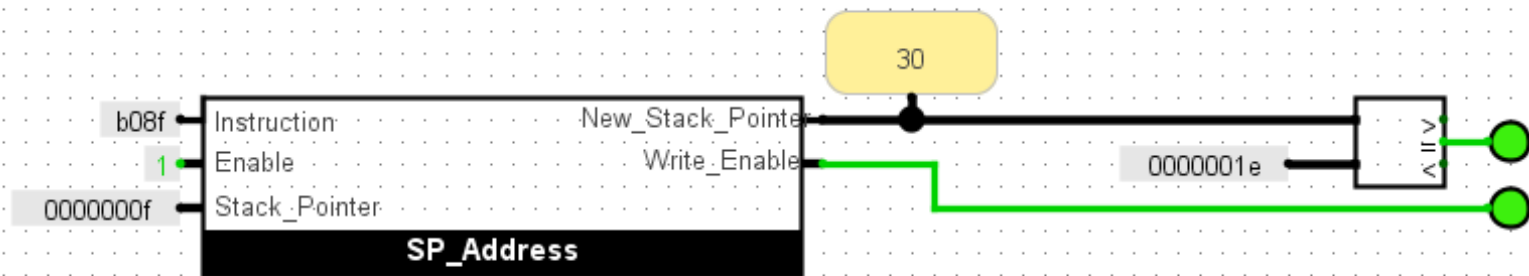 30
b08f
Instruction
New_Stack_Pointer
>
1
Enable
Write_Enable
0000001e
=
<
0000000f
Stack_Pointer
SP_Address